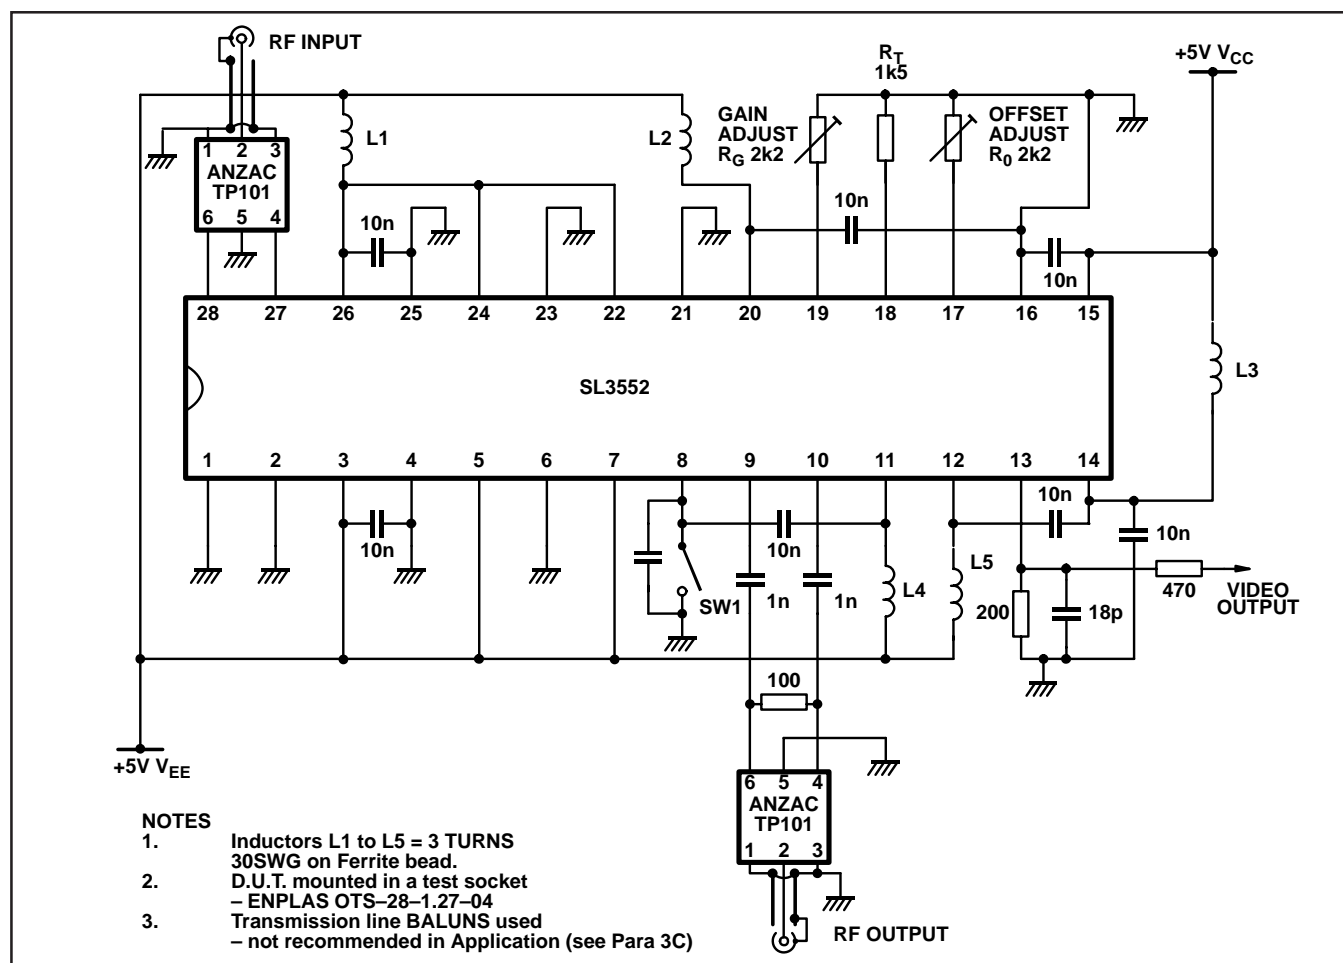 RF INPUT
R_T
1k5
+5V V_CC
GAIN
ADJUST
R_G 2k2
OFFSET
ADJUST
R_0 2k2
L1
L2
1 2 3
ANZAC
TP101
6 5 4
10n
10n
10n
28 27 26 25 24 23 22 21 20 19 18 17 16 15
SL3552
L3
1 2 3 4 5 6 7 8 9 10 11 12 13 14
10n
10n
10n
10n
SW1
1n
1n
L4
L5
200
18p
470
VIDEO
OUTPUT
100
+5V V_EE
6 5 4
ANZAC
TP101
1 2 3
RF OUTPUT
NOTES
1. Inductors L1 to L5 = 3 TURNS
30SWG on Ferrite bead.
2. D.U.T. mounted in a test socket
– ENPLAS OTS–28–1.27–04
3. Transmission line BALUNS used
– not recommended in Application (see Para 3C)